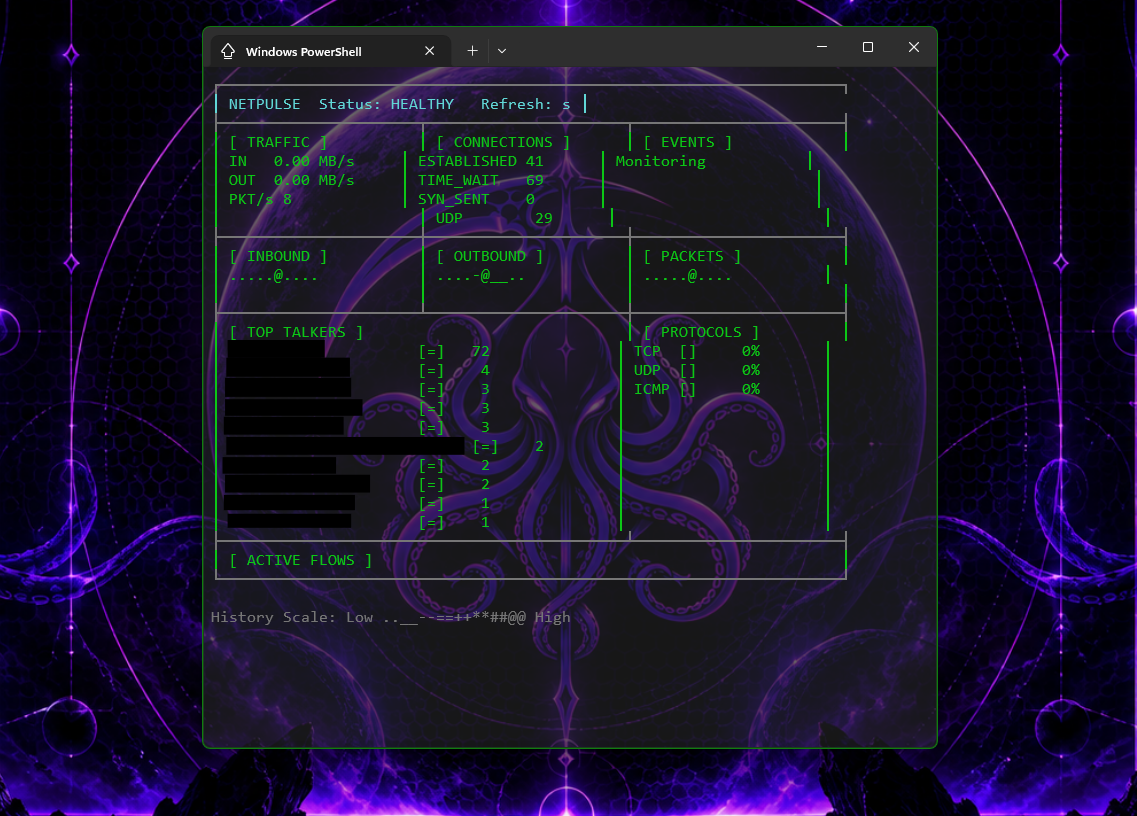 Windows PowerShell
NETPULSE Status: HEALTHY Refresh: s
[ TRAFFIC ] [ CONNECTIONS ] [ EVENTS ]
IN 0.00 MB/s ESTABLISHED 41 Monitoring
OUT 0.00 MB/s TIME_WAIT 69
PKT/s 8 SYN_SENT 0
UDP 29
[ INBOUND ] [ OUTBOUND ] [ PACKETS ]
.....@.... ....-@__.. .....@....
[ TOP TALKERS ] [ PROTOCOLS ]
[=] 72 TCP [] 0%
[=] 4 UDP [] 0%
[=] 3 ICMP [] 0%
[=] 3
[=] 3
[=] 2
[=] 2
[=] 2
[=] 1
[=] 1
[ ACTIVE FLOWS ]
History Scale: Low ..__--==++**##@@ High